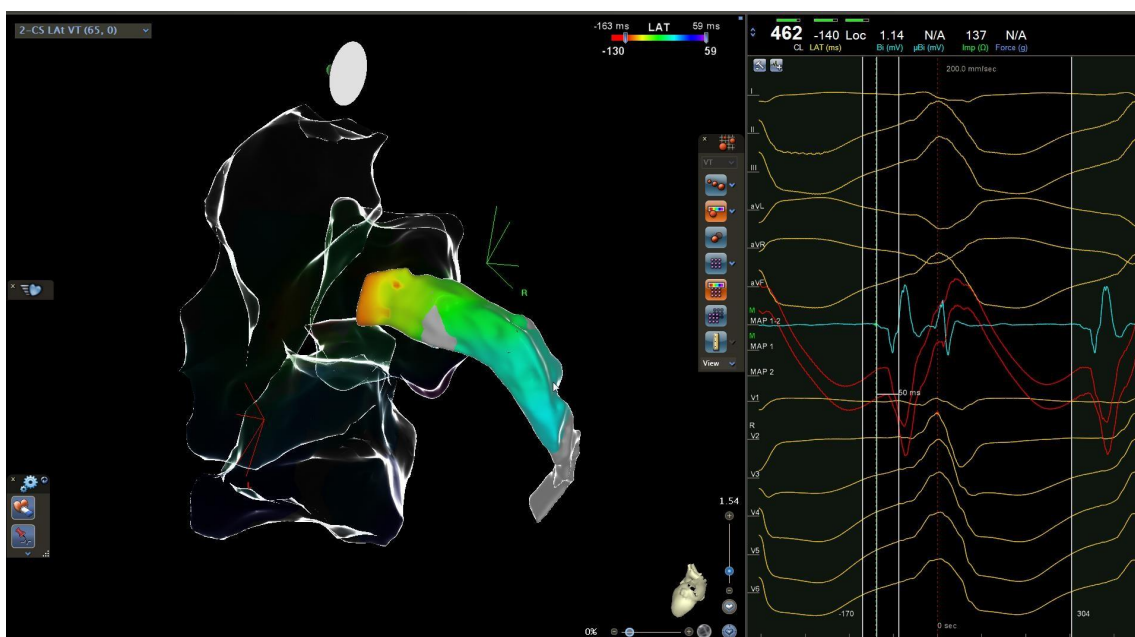 2-CS LAt VT (65, 0)
-163 ms LAT 59 ms
-130 59
462 -140 Loc 1.14 N/A 137 N/A
CL LAT (ms) Bi (mV) µBi (mV) Imp (Ω) Force (g)
200.0 mm/sec
I
II
III
aVL
aVR
aVF
M
MAP 1-2
M
MAP 1
MAP 2
V1
50 ms
R
V2
V3
V4
V5
V6
-170 304
0 sec
VT
View
R
1.54
0%